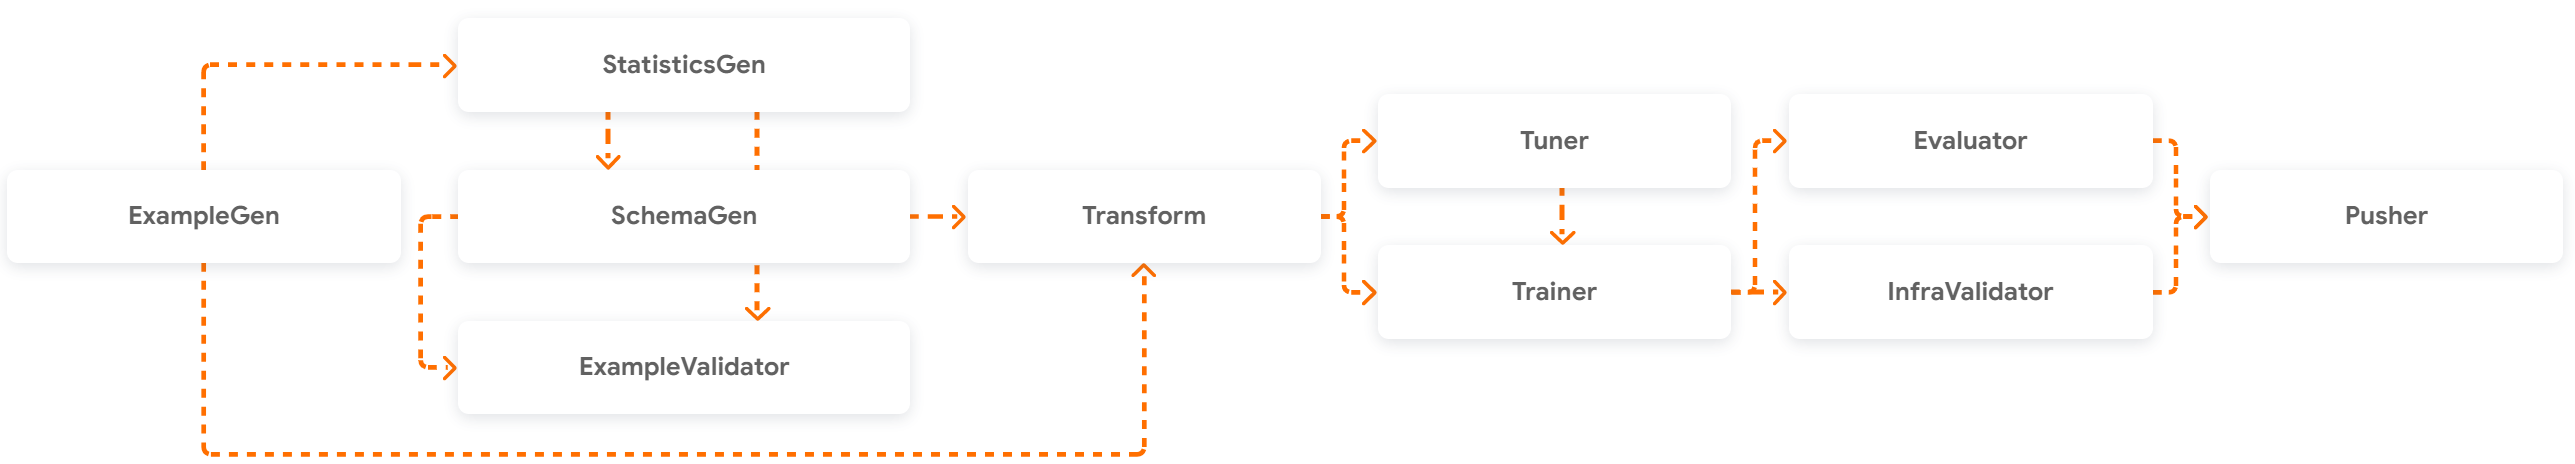 StatisticsGen
ExampleGen
SchemaGen
ExampleValidator
Transform
Tuner
Trainer
Evaluator
InfraValidator
Pusher